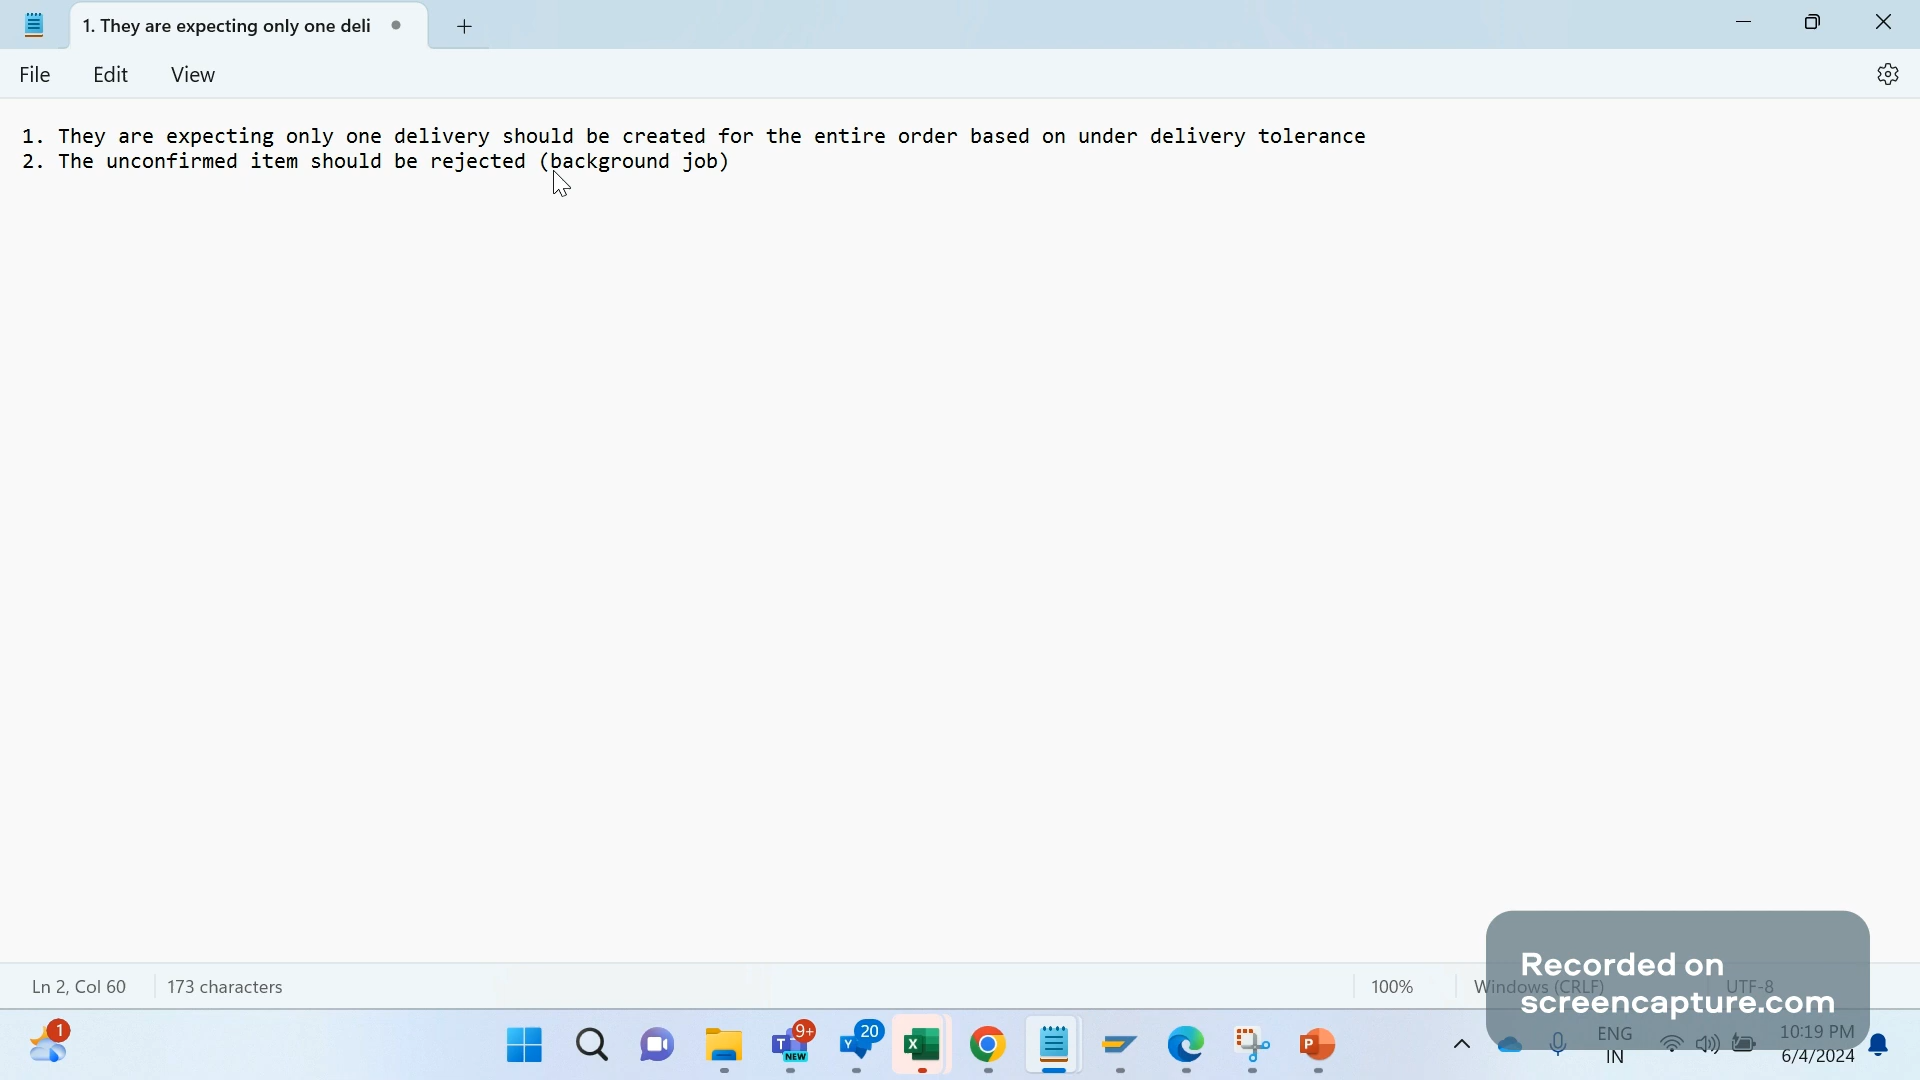 1. They are expecting only one deli
File
Edit
View
1. They are expecting only one delivery should be created for the entire order based on under delivery tolerance
2. The unconfirmed item should be rejected (background job)
Ln 2, Col 60
173 characters
100%
Windows (CRLF)
UTF-8
Recorded on
screencapture.com
1
9+
NEW
20
ENG
IN
10:19 PM
6/4/2024